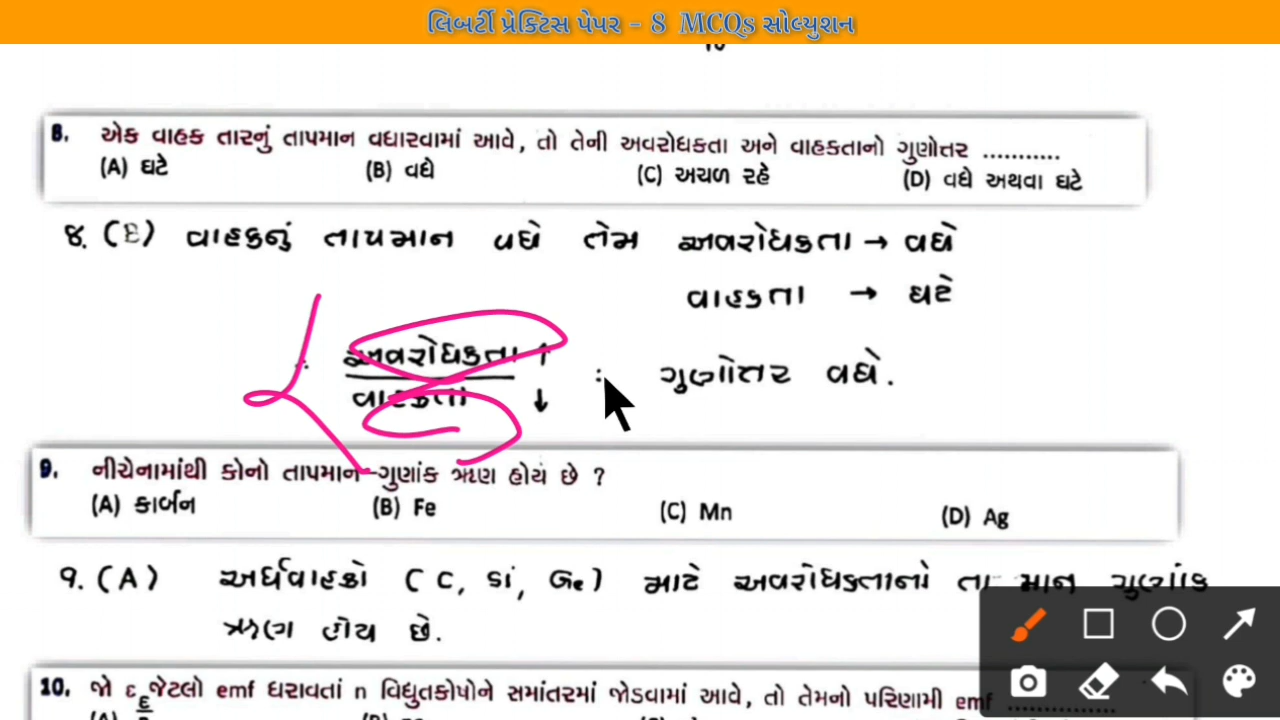 લિબર્ટી પ્રેક્ટિસ પેપર - 8 MCQs સોલ્યુશન
8. એક વાહક તારનું તાપમાન વધારવામાં આવે, તો તેની અવરોધકતા અને વાહકતાનો ગુણોત્તર ...........
(A) ઘટે (B) વધે (C) અચળ રહે (D) વધે અથવા ઘટે
૪. (B) વાહકનું તાપમાન વધે તેમ અવરોધકતા → વધે
વાહકતા → ઘટે
અવરોધકતા ↑
વાહકતા ↓ : ગુણોત્તર વધે.
9. નીચેનામાંથી કોનો તાપમાન-ગુણાંક ઋણ હોય છે ?
(A) કાર્બન (B) Fe (C) Mn (D) Ag
૧. (A) અર્ધવાહકો (C, Si, Ge) માટે અવરોધકતાનો તા માન ગુણાંક
ઋણ હોય છે.
10. જો ε જેટલો emf ધરાવતાં n વિદ્યુતકોષોને સમાંતરમાં જોડવામાં આવે, તો તેમનો પરિણામી emf ..............